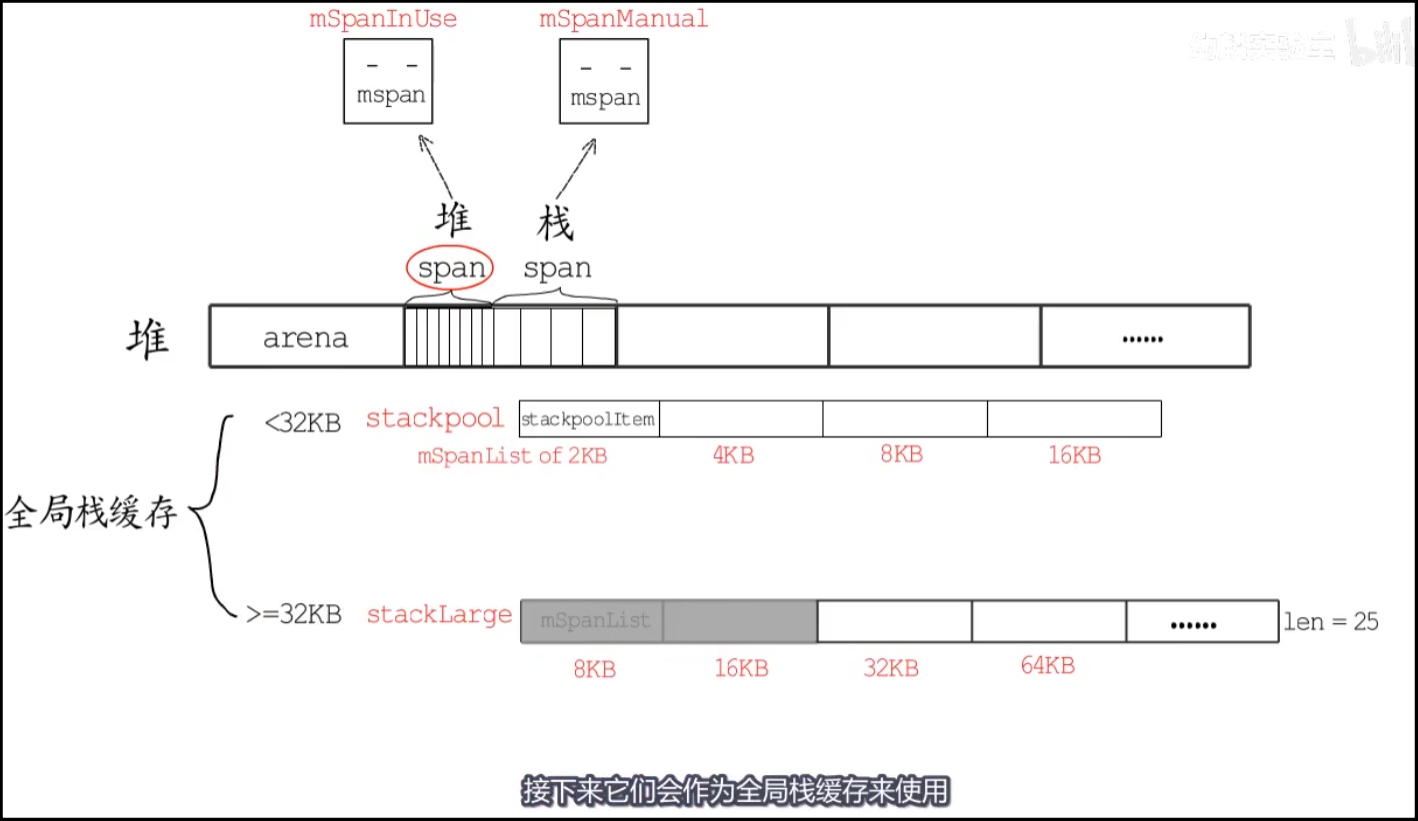 mSpanInUse mSpanManual
mspan mspan
堆 栈
span span
堆 arena ......
<32KB stackpool stackpoolItem
mSpanList of 2KB 4KB 8KB 16KB
全局栈缓存
>=32KB stackLarge mSpanList ...... len = 25
8KB 16KB 32KB 64KB
接下来它们会作为全局栈缓存来使用